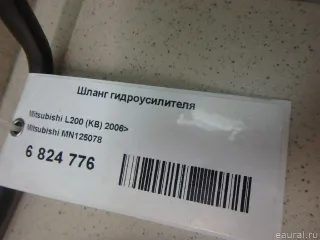 Шланг гидроусилителя
Mitsubishi L200 (KB) 2006>
Mitsubishi MN125078
6 824 776
eaural.ru/